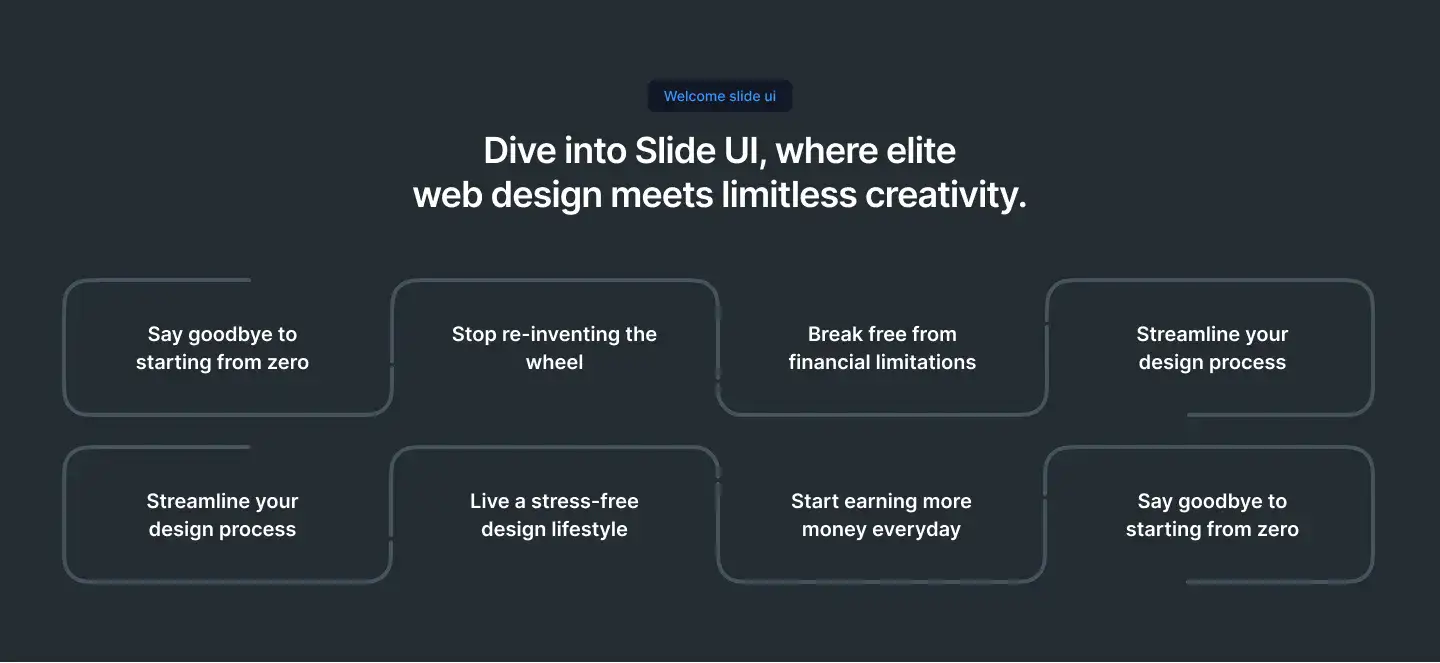 Welcome slide ui
Dive into Slide UI, where elite
web design meets limitless creativity.
Say goodbye to
starting from zero
Stop re-inventing the
wheel
Break free from
financial limitations
Streamline your
design process
Streamline your
design process
Live a stress-free
design lifestyle
Start earning more
money everyday
Say goodbye to
starting from zero